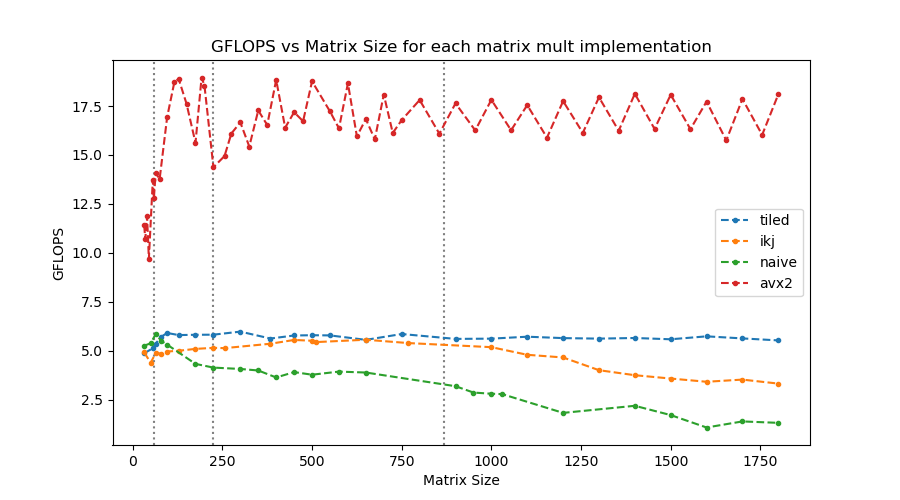 GFLOPS vs Matrix Size for each matrix mult implementation
GFLOPS
17.5
15.0
12.5
10.0
7.5
5.0
2.5
tiled
ikj
naive
avx2
0 250 500 750 1000 1250 1500 1750
Matrix Size